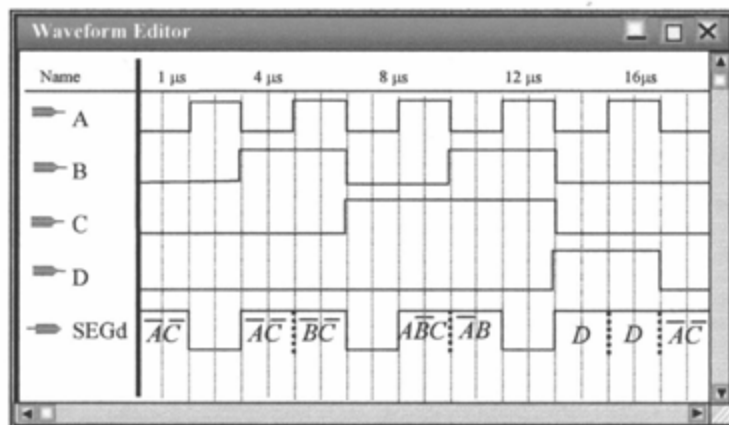 Waveform Editor
Name 1 μs 4 μs 8 μs 12 μs 16μs
A
B
C
D
SEGd A̅C̅ A̅C̅ B̅C̅ AB̅C A̅B D D A̅C̅